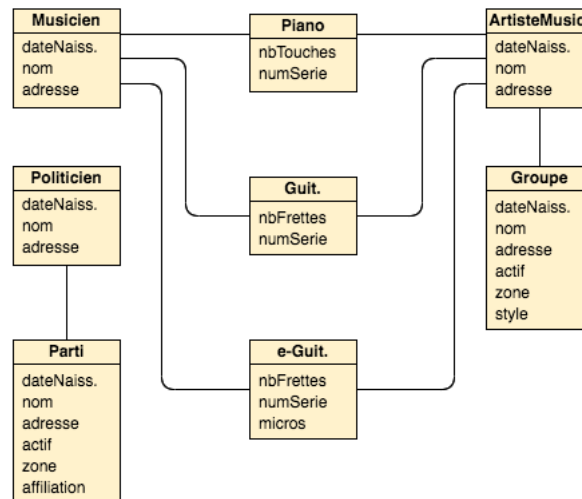 Musicien
dateNaiss.
nom
adresse
Piano
nbTouches
numSerie
ArtisteMusic
dateNaiss.
nom
adresse
Politicien
dateNaiss.
nom
adresse
Guit.
nbFrettes
numSerie
Groupe
dateNaiss.
nom
adresse
actif
zone
style
Parti
dateNaiss.
nom
adresse
actif
zone
affiliation
e-Guit.
nbFrettes
numSerie
micros